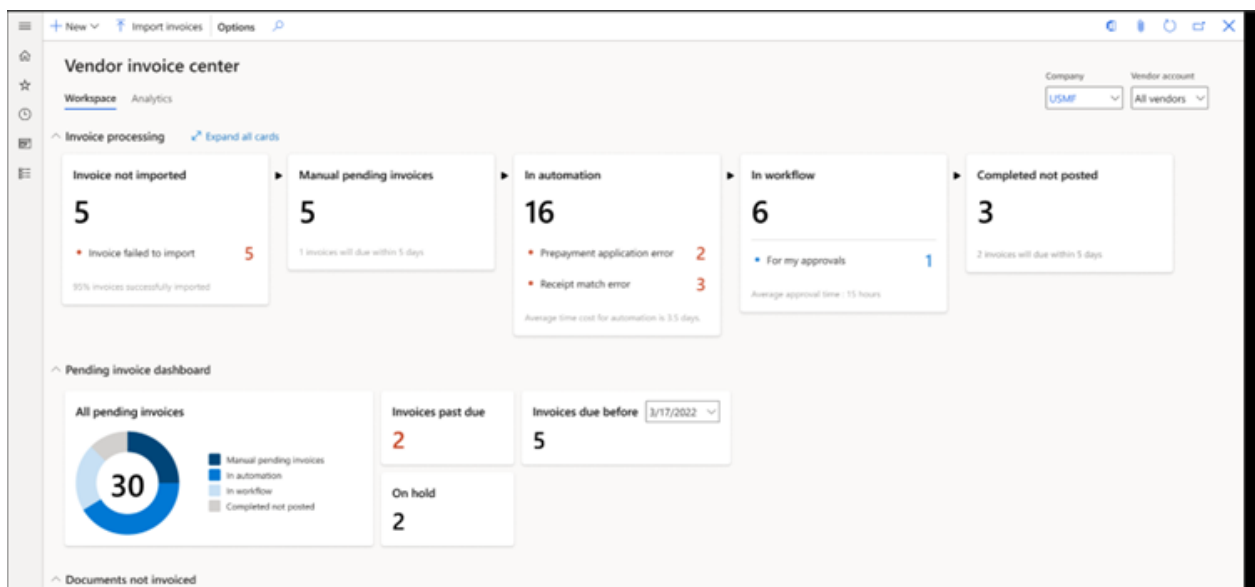 New
Import invoices
Options
Vendor invoice center
Workspace
Analytics
Company
USMF
Vendor account
All vendors
Invoice processing
Expand all cards
Invoice not imported
5
Invoice failed to import 5
95% invoices successfully imported
Manual pending invoices
5
1 invoices will due within 5 days
In automation
16
Prepayment application error 2
Receipt match error 3
Average time cost for automation is 3.5 days.
In workflow
6
For my approvals 1
Average approval time : 15 hours
Completed not posted
3
2 invoices will due within 5 days
Pending invoice dashboard
All pending invoices
30
Manual pending invoices
In automation
In workflow
Completed not posted
Invoices past due
2
Invoices due before 3/17/2022
5
On hold
2
Documents not invoiced